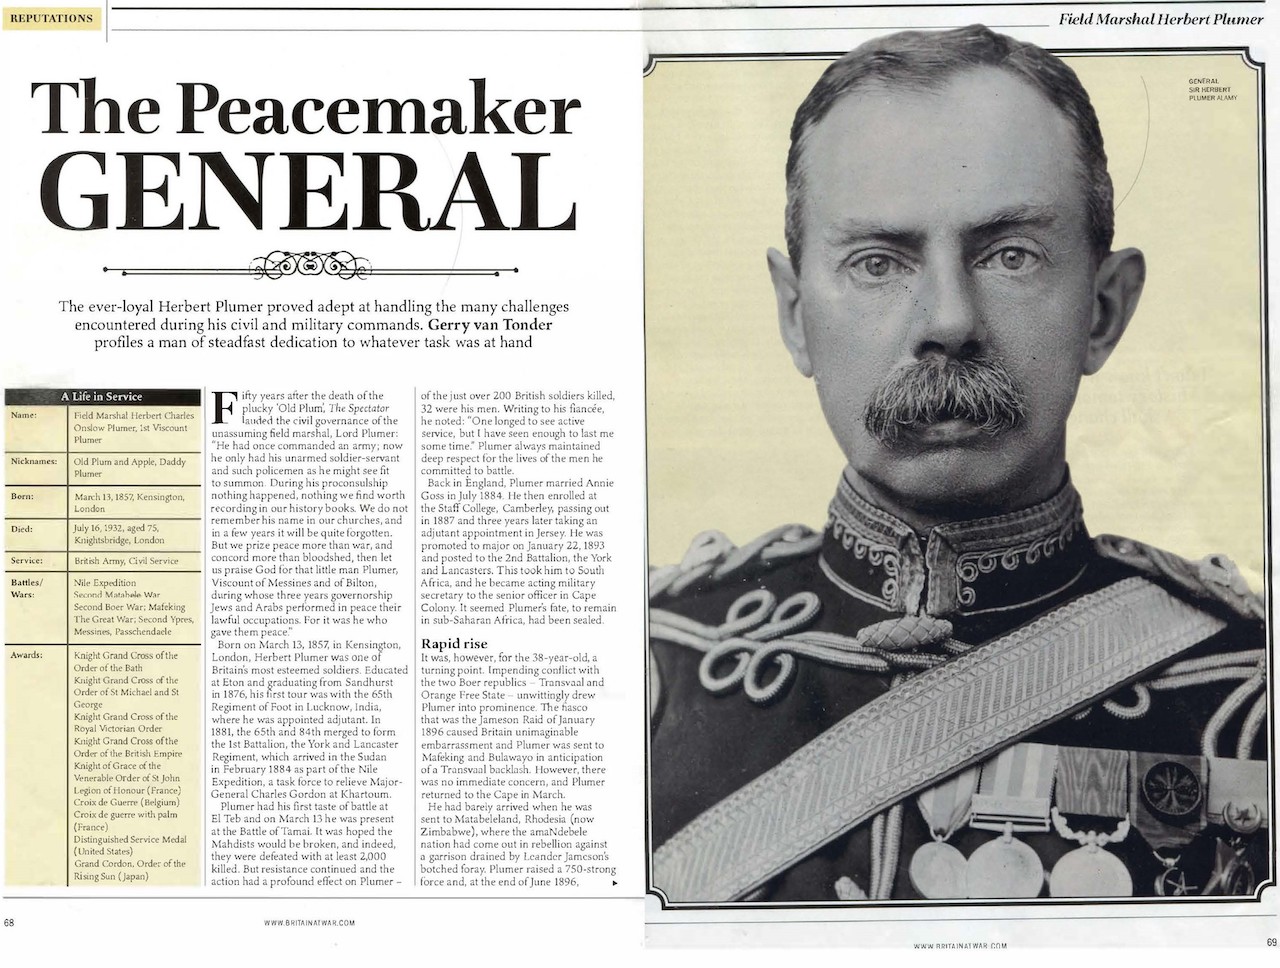 REPUTATIONS
Field Marshal Herbert Plumer
The Peacemaker
GENERAL
The ever-loyal Herbert Plumer proved adept at handling the many challenges
encountered during his civil and military commands. Gerry van Tonder
profiles a man of steadfast dedication to whatever task was at hand
A Life in Service
Name: Field Marshal Herbert Charles
Onslow Plumer, 1st Viscount
Plumer
Nicknames: Old Plum and Apple, Daddy
Plumer
Born: March 13, 1857, Kensington,
London
Died: July 16, 1932, aged 75,
Knightsbridge, London
Service: British Army, Civil Service
Battles/ Nile Expedition
Wars: Second Matabele War
Second Boer War; Mafeking
The Great War; Second Ypres,
Messines, Passchendaele
Awards: Knight Grand Cross of the
Order of the Bath
Knight Grand Cross of the
Order of St Michael and St
George
Knight Grand Cross of the
Royal Victorian Order
Knight Grand Cross of the
Order of the British Empire
Knight of Grace of the
Venerable Order of St John
Legion of Honour (France)
Croix de Guerre (Belgium)
Croix de guerre with palm
(France)
Distinguished Service Medal
(United States)
Grand Cordon, Order of the
Rising Sun (Japan)
Fifty years after the death of the
plucky 'Old Plum', The Spectator
lauded the civil governance of the
unassuming field marshal, Lord Plumer:
"He had once commanded an army; now
he only had his unarmed soldier-servant
and such policemen as he might see fit
to summon. During his proconsulship
nothing happened, nothing we find worth
recording in our history books. We do not
remember his name in our churches, and
in a few years it will be quite forgotten.
But we prize peace more than war, and
concord more than bloodshed, then let
us praise God for that little man Plumer,
Viscount of Messines and of Bilton,
during whose three years governorship
Jews and Arabs performed in peace their
lawful occupations. For it was he who
gave them peace."
Born on March 13, 1857, in Kensington,
London, Herbert Plumer was one of
Britain's most esteemed soldiers. Educated
at Eton and graduating from Sandhurst
in 1876, his first tour was with the 65th
Regiment of Foot in Lucknow, India,
where he was appointed adjutant. In
1881, the 65th and 84th merged to form
the 1st Battalion, the York and Lancaster
Regiment, which arrived in the Sudan
in February 1884 as part of the Nile
Expedition, a task force to relieve Major-
General Charles Gordon at Khartoum.
Plumer had his first taste of battle at
El Teb and on March 13 he was present
at the Battle of Tamai. It was hoped the
Mahdists would be broken, and indeed,
they were defeated with at least 2,000
killed. But resistance continued and the
action had a profound effect on Plumer –
of the just over 200 British soldiers killed,
32 were his men. Writing to his fiancée,
he noted: "One longed to see active
service, but I have seen enough to last me
some time." Plumer always maintained
deep respect for the lives of the men he
committed to battle.
Back in England, Plumer married Annie
Goss in July 1884. He then enrolled at
the Staff College, Camberley, passing out
in 1887 and three years later taking an
adjutant appointment in Jersey. He was
promoted to major on January 22, 1893
and posted to the 2nd Battalion, the York
and Lancasters. This took him to South
Africa, and he became acting military
secretary to the senior officer in Cape
Colony. It seemed Plumer's fate, to remain
in sub-Saharan Africa, had been sealed.
Rapid rise
It was, however, for the 38-year-old, a
turning point. Impending conflict with
the two Boer republics – Transvaal and
Orange Free State – unwittingly drew
Plumer into prominence. The fiasco
that was the Jameson Raid of January
1896 caused Britain unimaginable
embarrassment and Plumer was sent to
Mafeking and Bulawayo in anticipation
of a Transvaal backlash. However, there
was no immediate concern, and Plumer
returned to the Cape in March.
He had barely arrived when he was
sent to Matabeleland, Rhodesia (now
Zimbabwe), where the amaNdebele
nation had come out in rebellion against
a garrison drained by Leander Jameson's
botched foray. Plumer raised a 750-strong
force and, at the end of June 1896,
GENERAL
SIR HERBERT
PLUMER ALAMY
68
WWW.BRITAINATWAR.COM
WWW.BRITAINATWAR.COM
69